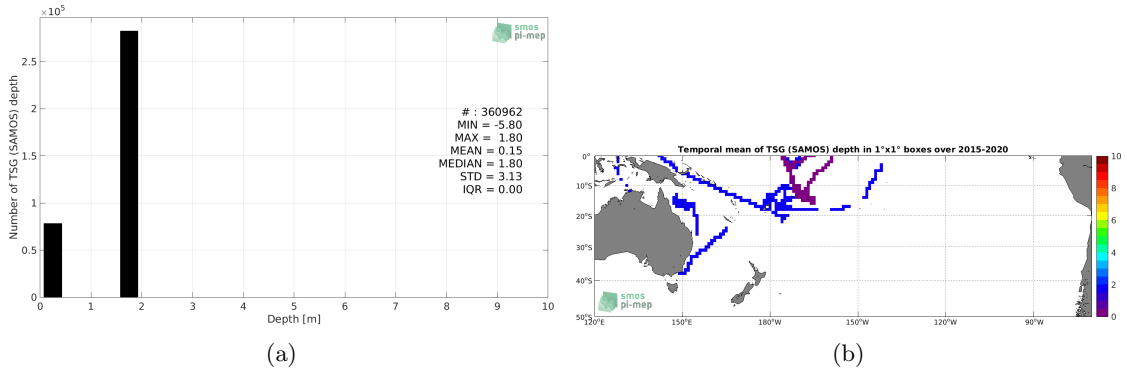 ×10⁵
smos
pi-mep
2.5
2
1.5
1
0.5
0
Number of TSG (SAMOS) depth
# : 360962
MIN = -5.80
MAX = 1.80
MEAN = 0.15
MEDIAN = 1.80
STD = 3.13
IQR = 0.00
0 1 2 3 4 5 6 7 8 9 10
Depth [m]
(a)
Temporal mean of TSG (SAMOS) depth in 1°x1° boxes over 2015-2020
0°
10°S
20°S
30°S
40°S
50°S
120°E 150°E 180°W 150°W 120°W 90°W
smos
pi-mep
10
8
6
4
2
0
(b)